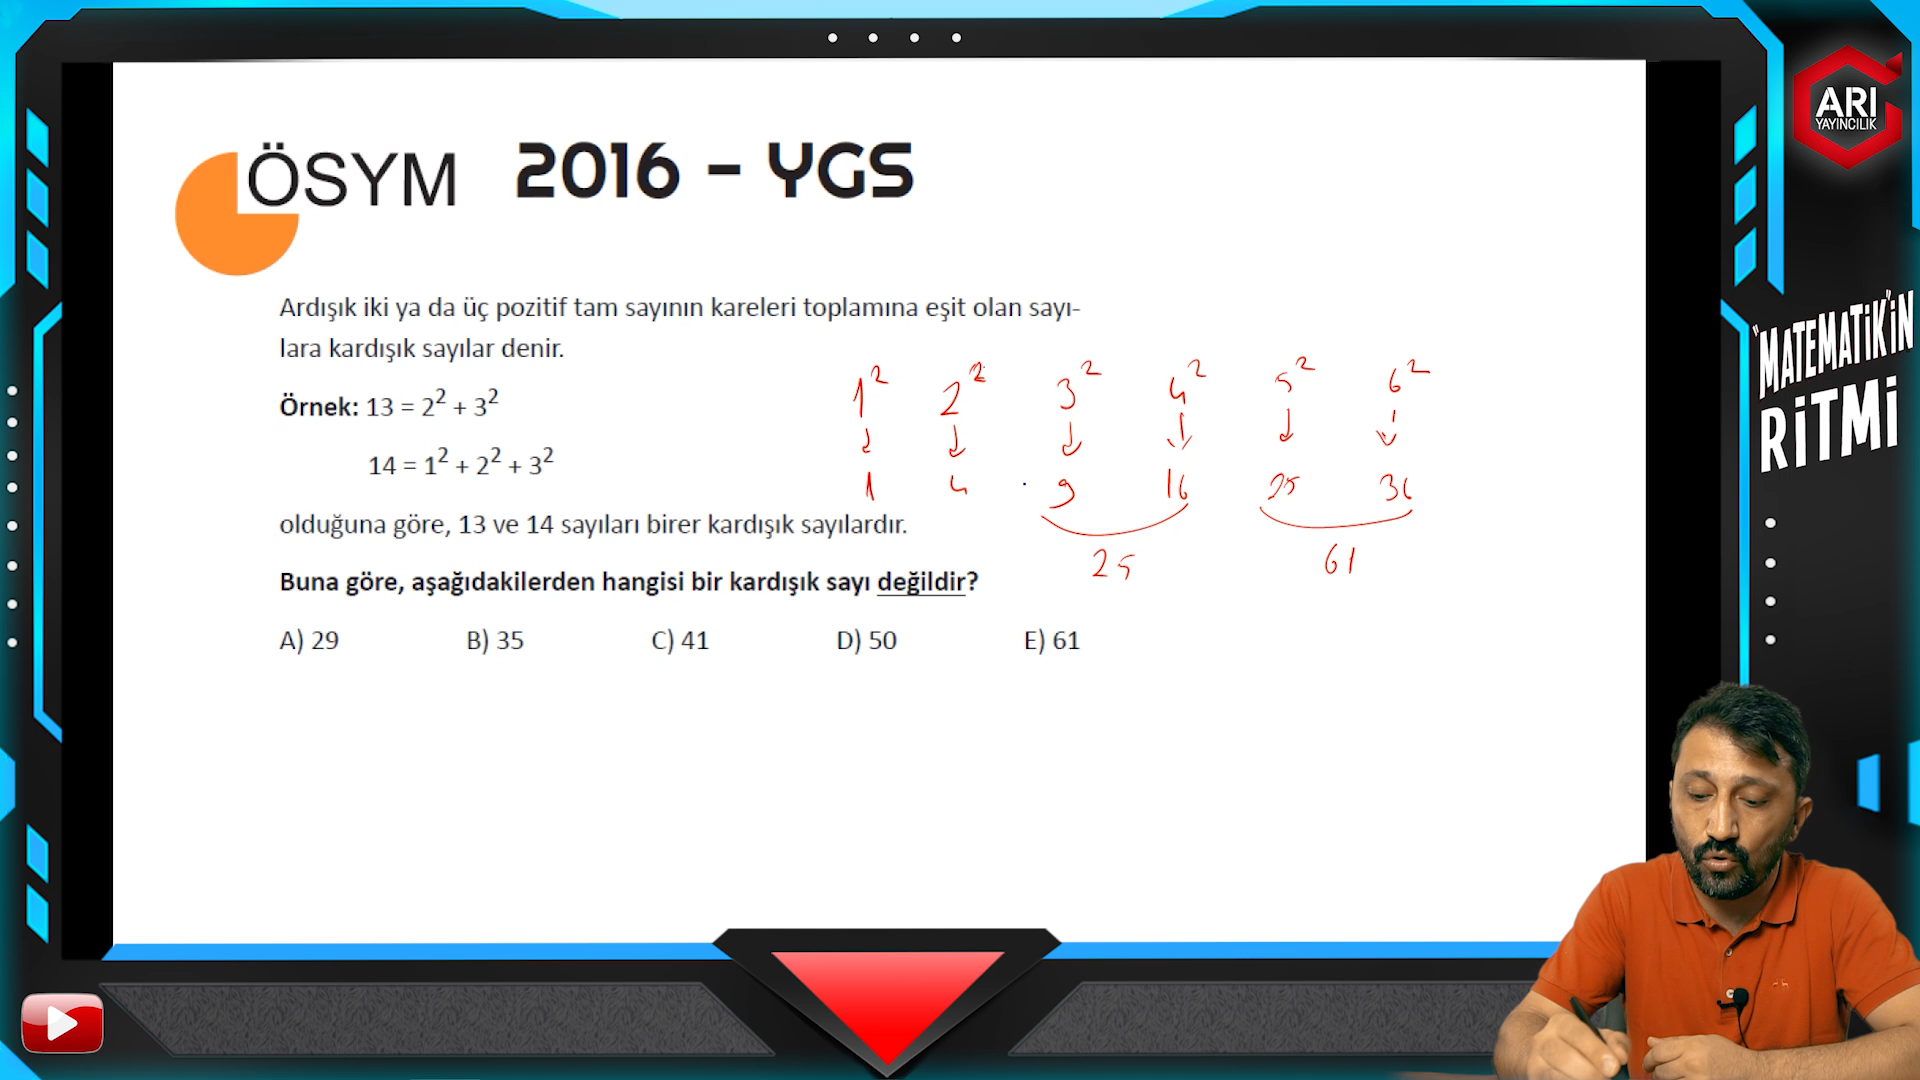 ÖSYM 2016 - YGS
Ardışık iki ya da üç pozitif tam sayının kareleri toplamına eşit olan sayı-
lara kardışık sayılar denir.
Örnek: 13 = 2² + 3²
14 = 1² + 2² + 3²
olduğuna göre, 13 ve 14 sayıları birer kardışık sayılardır.
Buna göre, aşağıdakilerden hangisi bir kardışık sayı değildir?
A) 29 B) 35 C) 41 D) 50 E) 61
1² 2² 3² 4² 5² 6²
↓ ↓ ↓ ↓ ↓ ↓
1 4 9 16 25 36
25 61
ARI
YAYINCILIK
"MATEMATİK"İN
RİTMİ